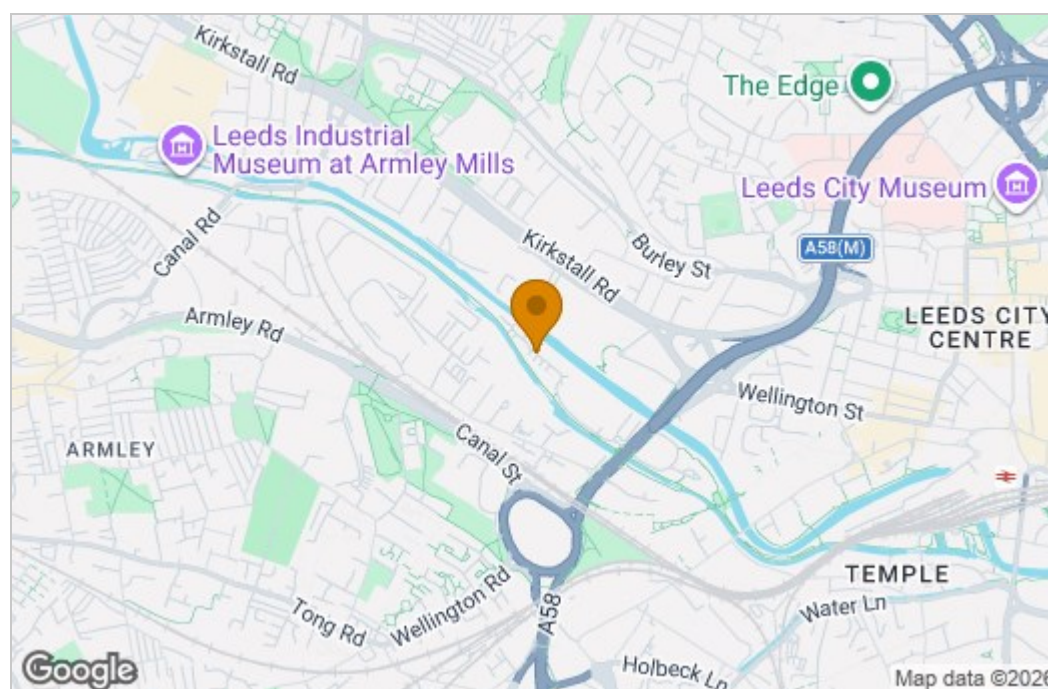 Kirkstall Rd
The Edge
Leeds Industrial
Museum at Armley Mills
Leeds City Museum
Canal Rd
Kirkstall Rd
Burley St
A58(M)
Armley Rd
LEEDS CITY
CENTRE
Wellington St
ARMLEY
Canal St
TEMPLE
Tong Rd
Wellington Rd
A58
Water Ln
Holbeck Ln
Google
Map data ©2026